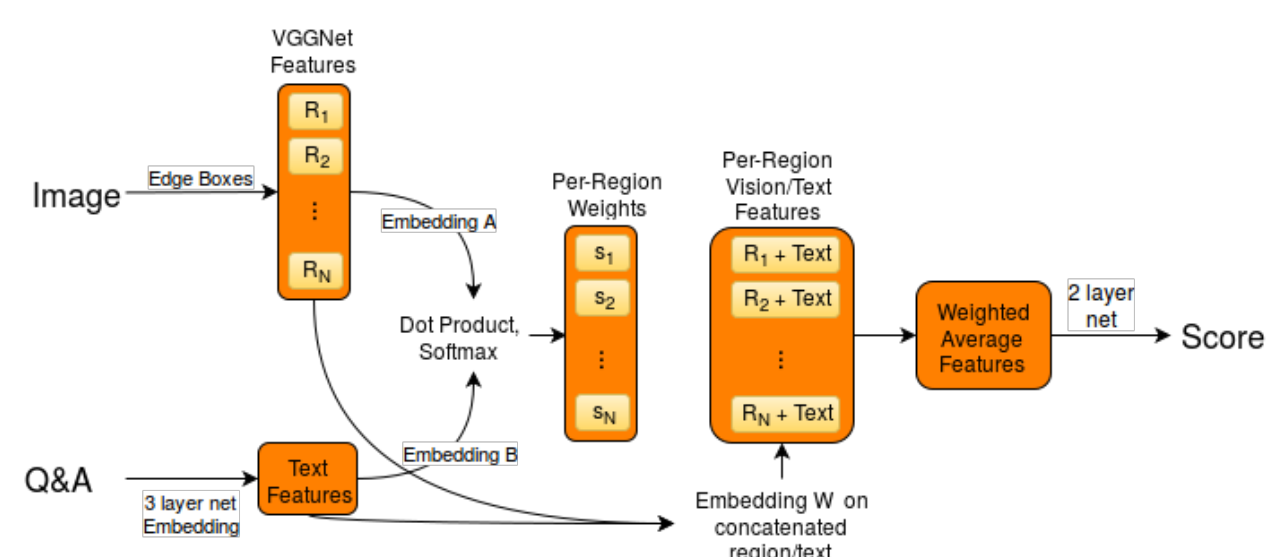 VGGNet
Features
R1
R2
⋮
RN
Image
Edge Boxes
Embedding A
Dot Product,
Softmax
Embedding B
Q&A
3 layer net
Embedding
Text
Features
Per-Region
Weights
s1
s2
⋮
sN
Per-Region
Vision/Text
Features
R1 + Text
R2 + Text
⋮
RN + Text
Embedding W on
concatenated
region/text
Weighted
Average
Features
2 layer
net
Score